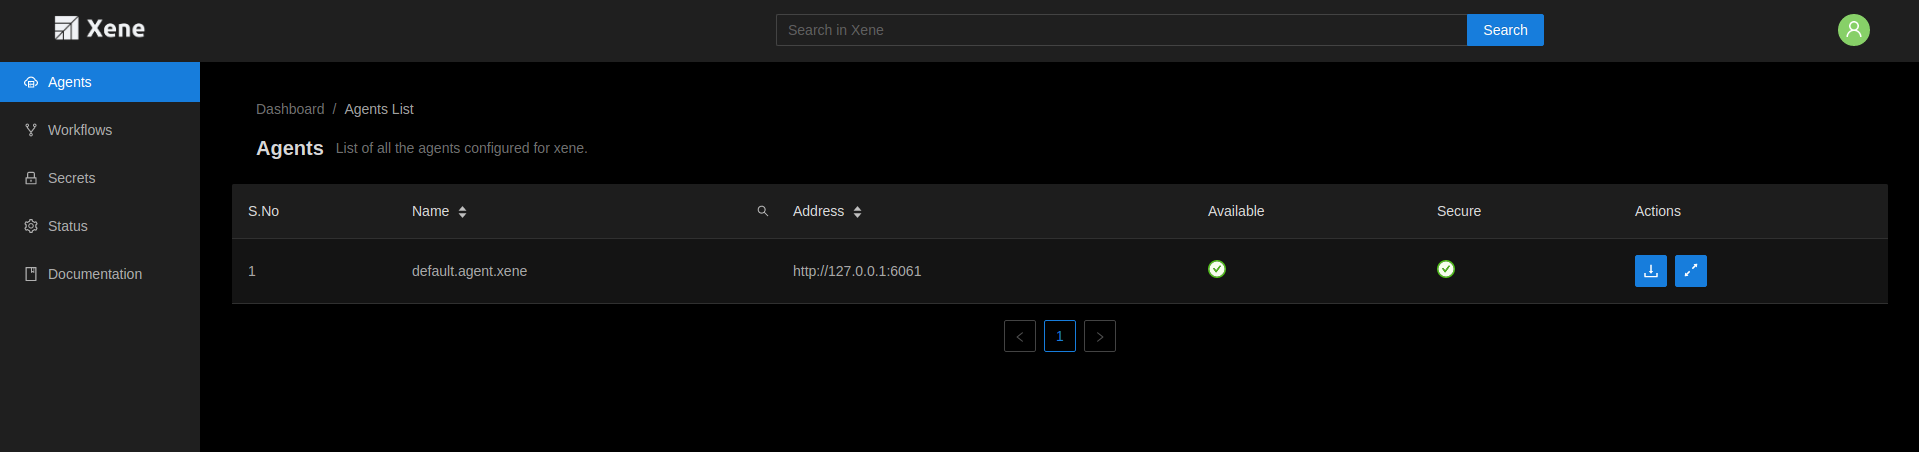 Xene
Search in Xene
Search
Agents
Workflows
Secrets
Status
Documentation
Dashboard / Agents List
Agents List of all the agents configured for xene.
S.No Name Address Available Secure Actions
1 default.agent.xene http://127.0.0.1:6061
< 1 >